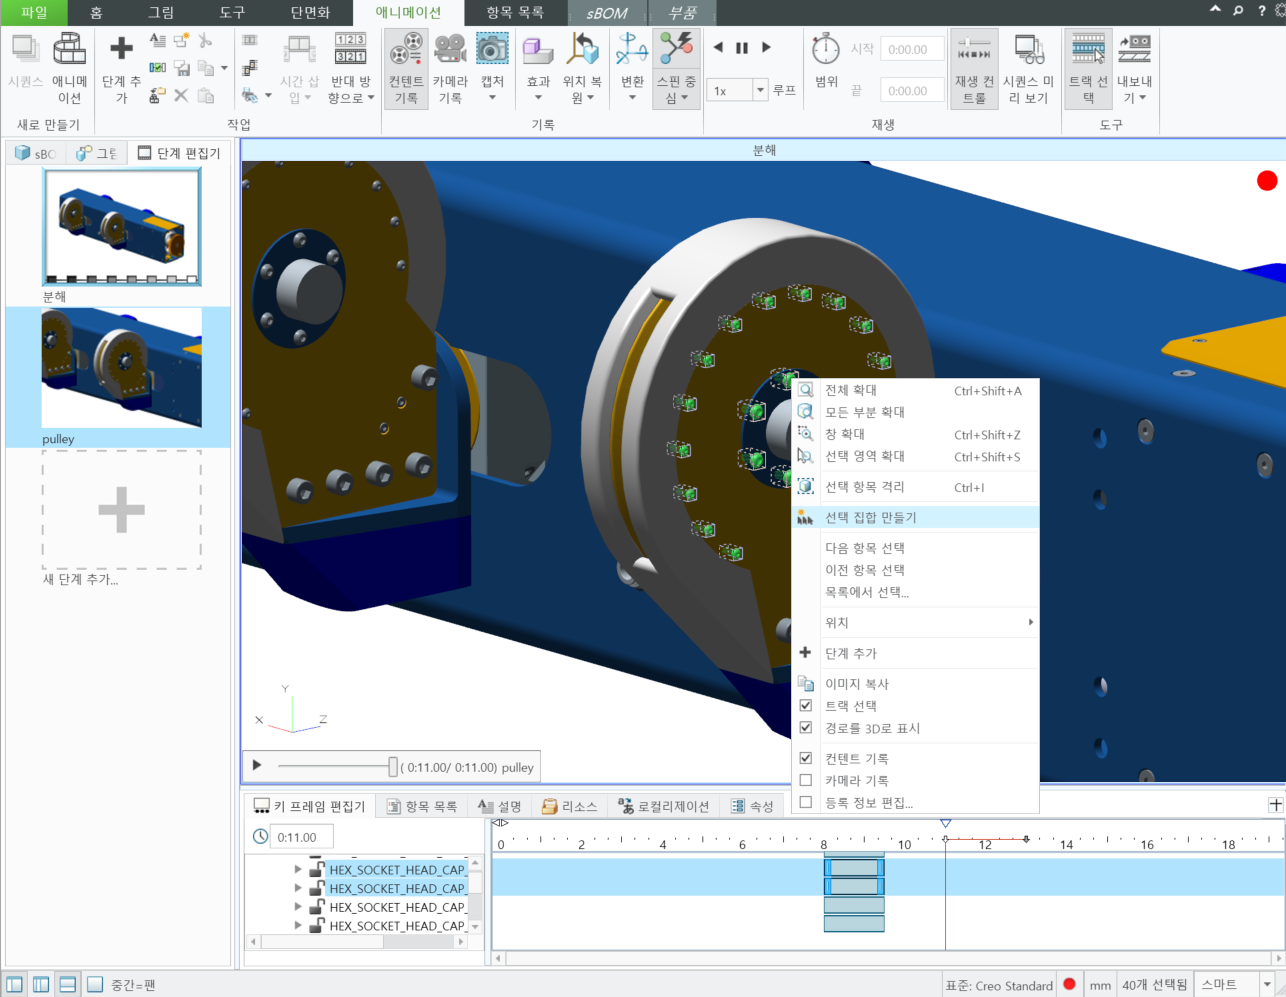 파일
홈
그림
도구
단면화
애니메이션
항목 목록
sBOM
부품
시퀀스
애니메
이션
단계 추
가
시간 삽
입
반대 방
향으로
컨텐트
기록
카메라
기록
캡처
효과
위치 복
원
변환
스핀 중
심
1x
루프
범위
시작
0:00.00
끝
0:00.00
재생 컨
트롤
시퀀스 미
리 보기
트랙 선
택
내보내
기
새로 만들기
작업
기록
재생
도구
sBO
그림
단계 편집기
분해
분해
pulley
새 단계 추가...
전체 확대 Ctrl+Shift+A
모든 부분 확대
창 확대 Ctrl+Shift+Z
선택 영역 확대 Ctrl+Shift+S
선택 항목 격리 Ctrl+I
선택 집합 만들기
다음 항목 선택
이전 항목 선택
목록에서 선택...
위치
단계 추가
이미지 복사
트랙 선택
경로를 3D로 표시
컨텐트 기록
카메라 기록
등록 정보 편집...
Y
X
Z
( 0:11.00/ 0:11.00) pulley
키 프레임 편집기
항목 목록
설명
리소스
로컬리제이션
속성
0:11.00
0 2 4 6 8 10 12 14 16 18
HEX_SOCKET_HEAD_CAP_
HEX_SOCKET_HEAD_CAP_
HEX_SOCKET_HEAD_CAP_
HEX_SOCKET_HEAD_CAP_
중간=팬
표준: Creo Standard
mm
40개 선택됨
스마트